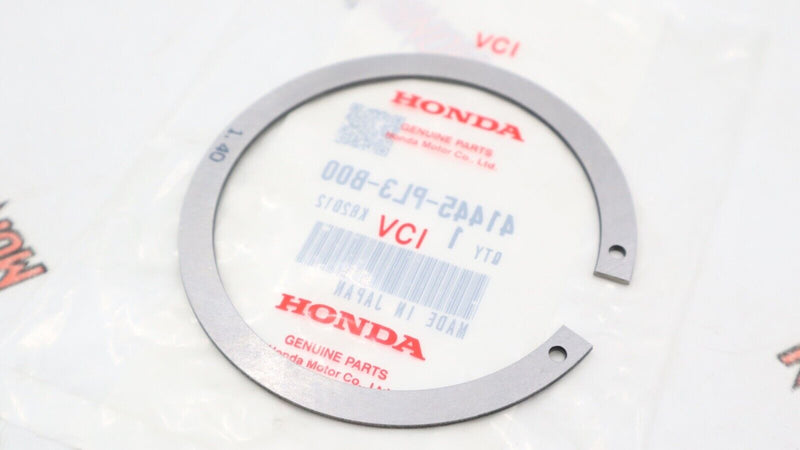 VCI
HONDA
GENUINE PARTS
Honda Motor Co., Ltd.
1.40
41445-PL3-B00
QTY 1 K82012
VCI
MADE IN JAPAN
HONDA
GENUINE PARTS
Honda Motor Co., Ltd